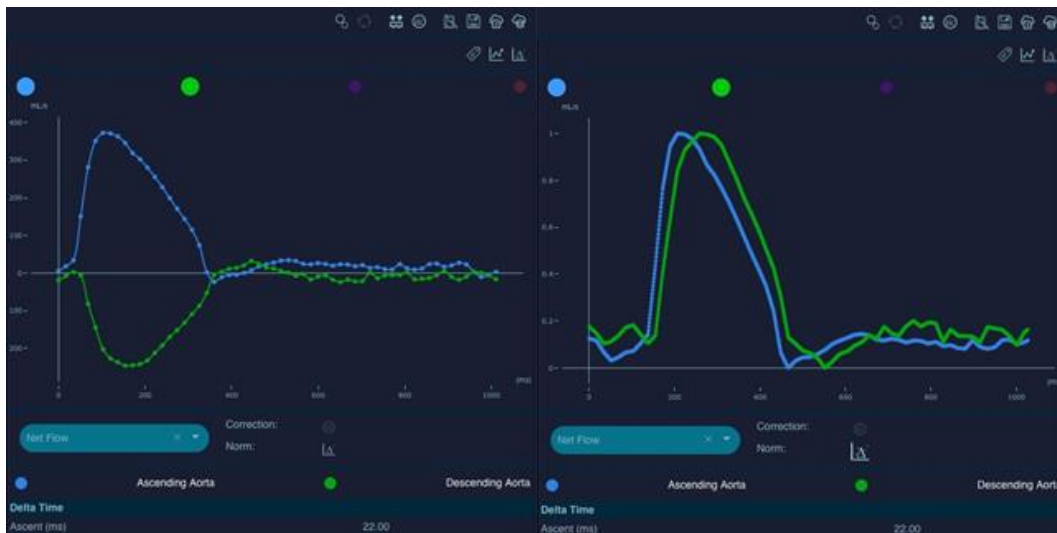 mL/s
400
300
200
100
0
100
200
0
200
400
600
800
1000
(ms)
Net Flow
Correction:
Norm:
Ascending Aorta
Descending Aorta
Delta Time
Ascent (ms)
22.00
mL/s
1
0.8
0.6
0.4
0.2
0
0
200
400
600
800
1000
Net Flow
Correction:
Norm:
Ascending Aorta
Descending Aorta
Delta Time
Ascent (ms)
22.00